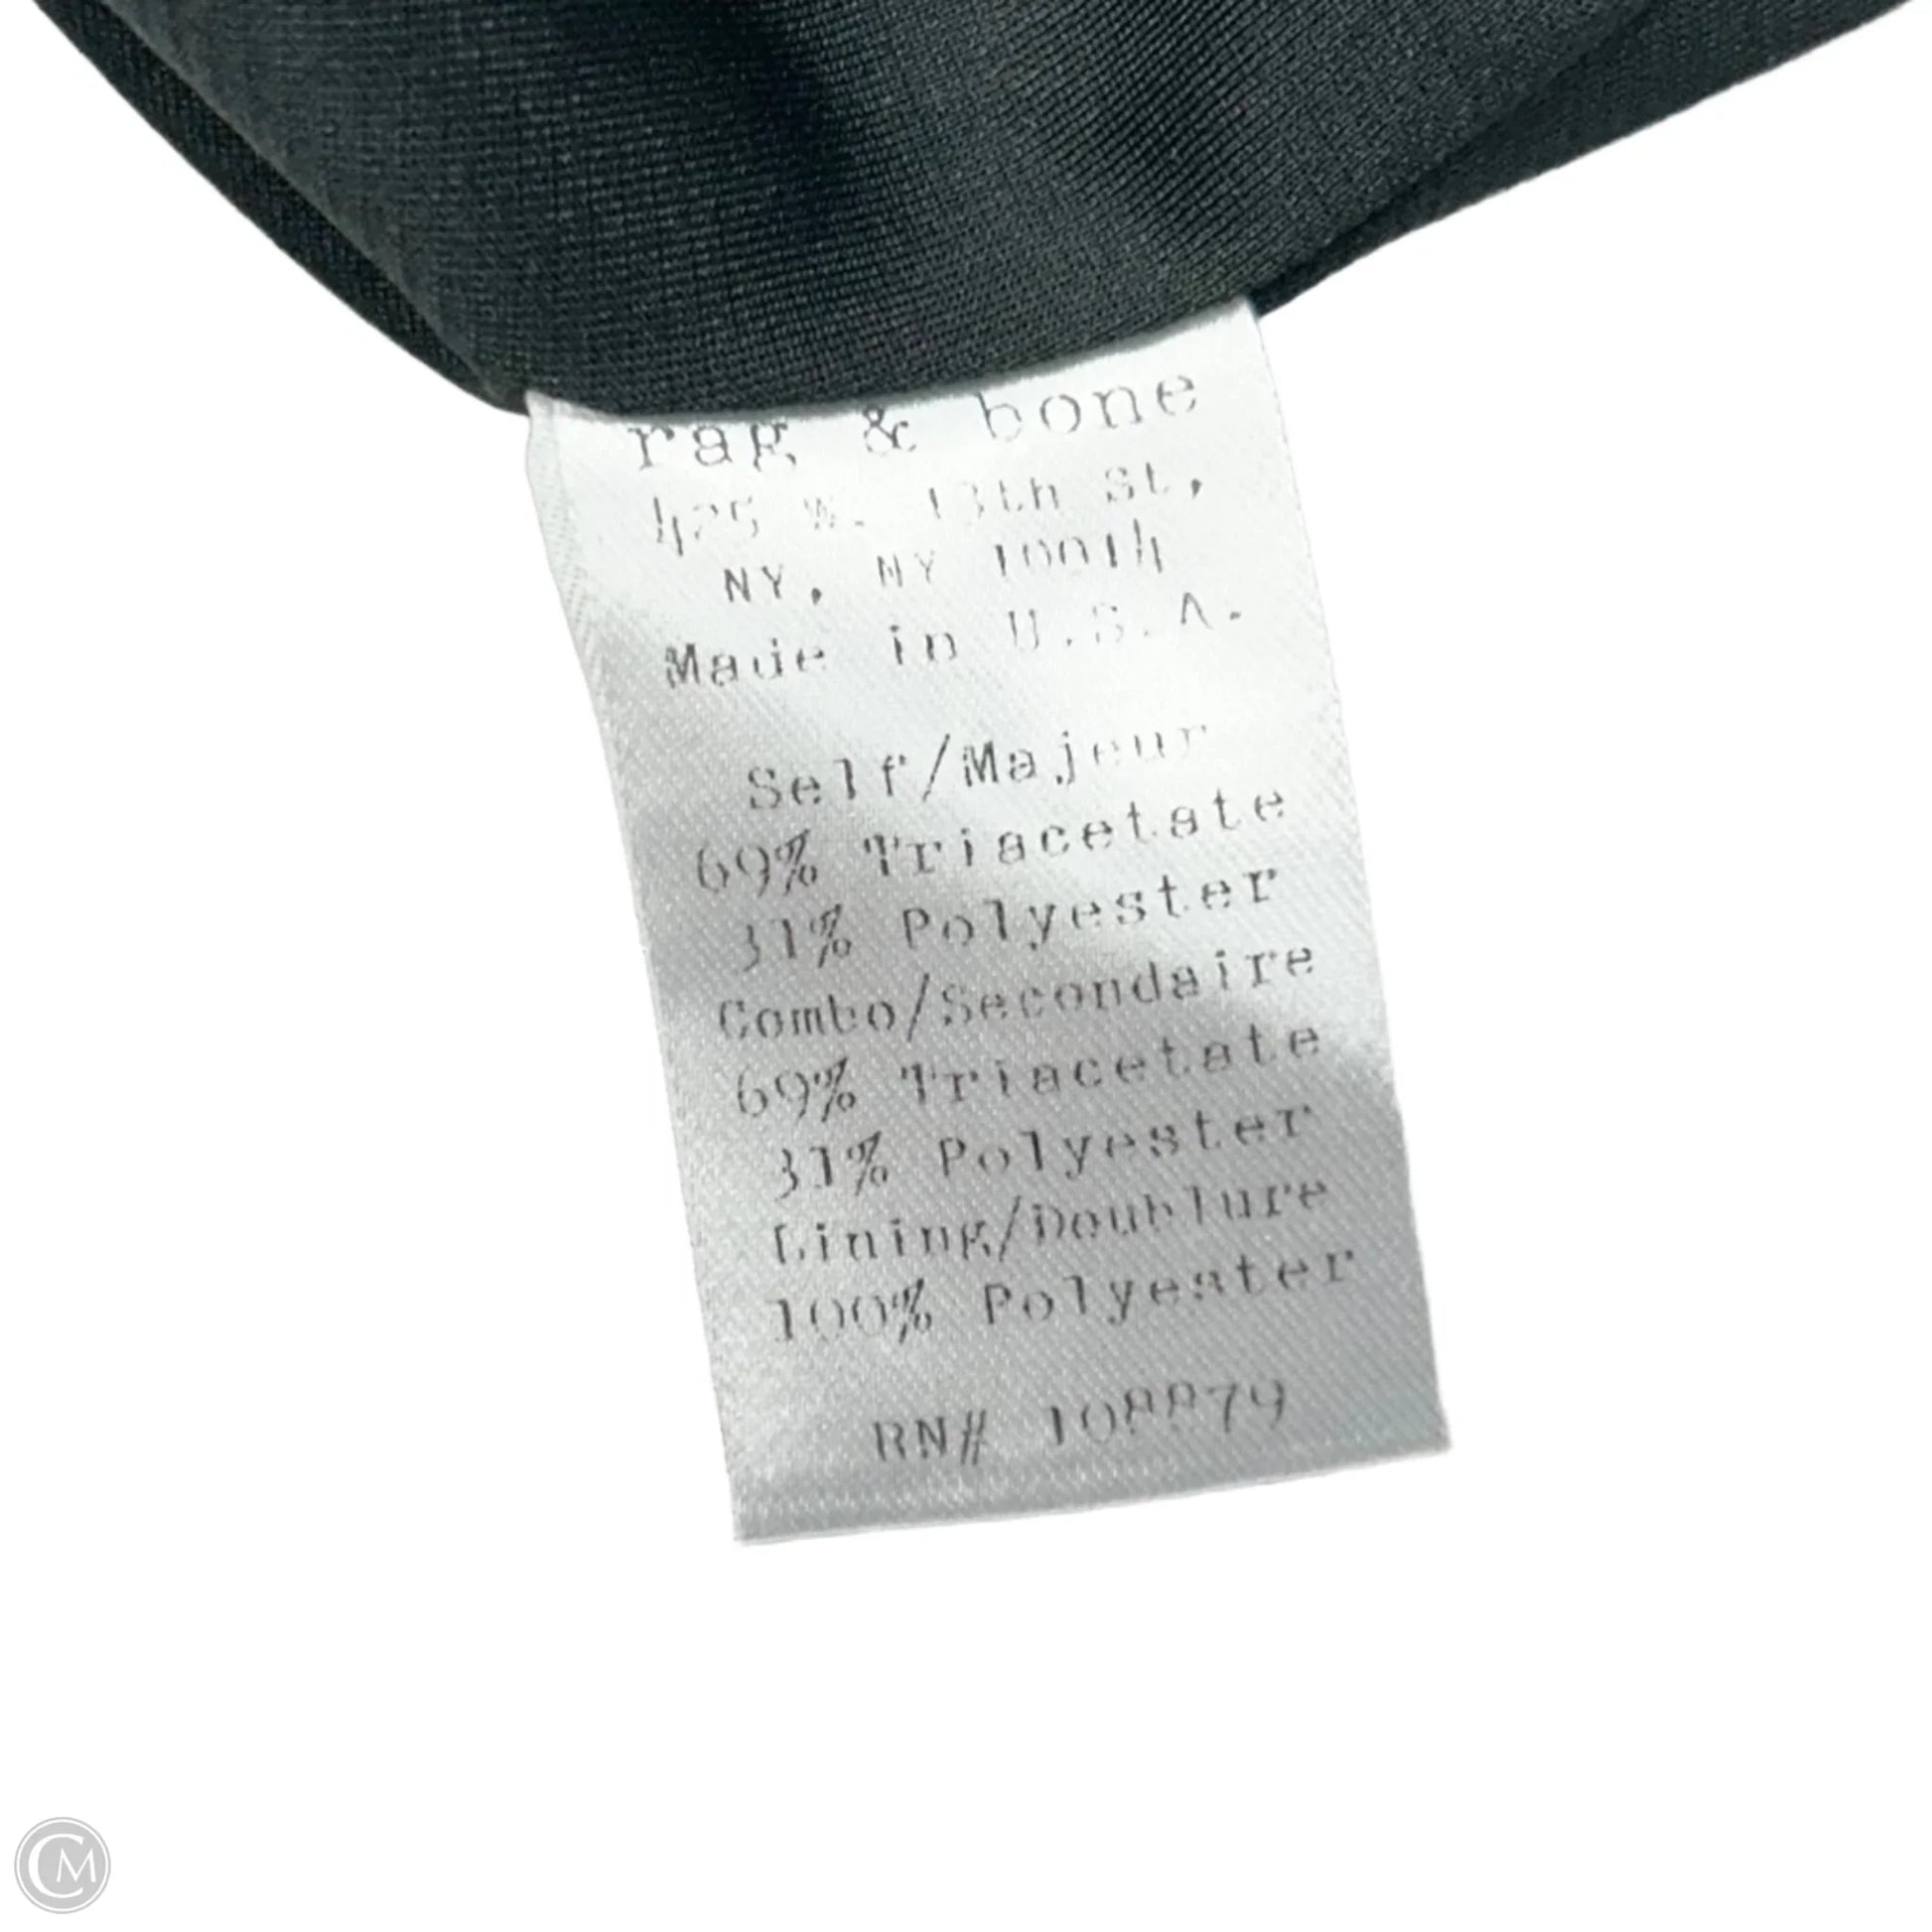 rag & bone
425 W. 13th St,
NY, NY 10014
Made in U.S.A.
Self/Majeur
69% Triacetate
31% Polyester
Combo/Secondaire
69% Triacetate
31% Polyester
Lining/Doublure
100% Polyester
RN# 108879
CM